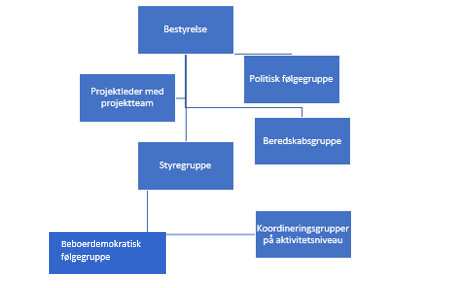 Bestyrelse
Politisk følgegruppe
Projektleder med
projektteam
Beredskabsgruppe
Styregruppe
Koordineringsgrupper
på aktivitetsniveau
Beboerdemokratisk
følgegruppe